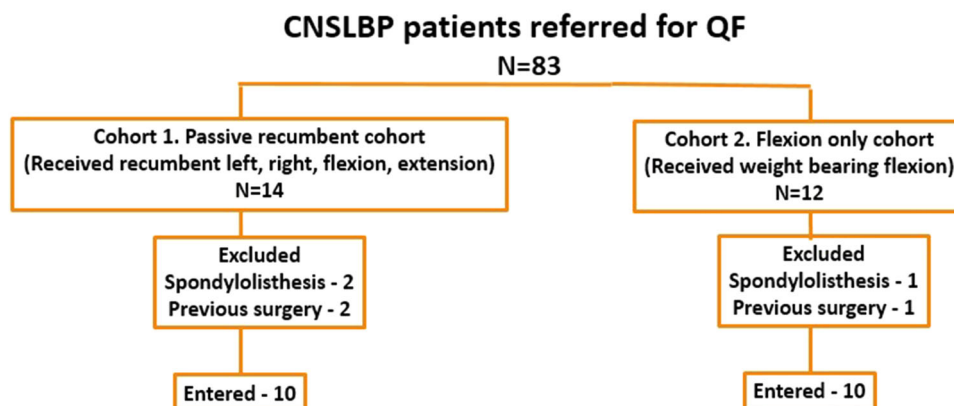 CNSLBP patients referred for QF
N=83
Cohort 1. Passive recumbent cohort
(Received recumbent left, right, flexion, extension)
N=14
Cohort 2. Flexion only cohort
(Received weight bearing flexion)
N=12
Excluded
Spondylolisthesis - 2
Previous surgery - 2
Excluded
Spondylolisthesis - 1
Previous surgery - 1
Entered - 10
Entered - 10